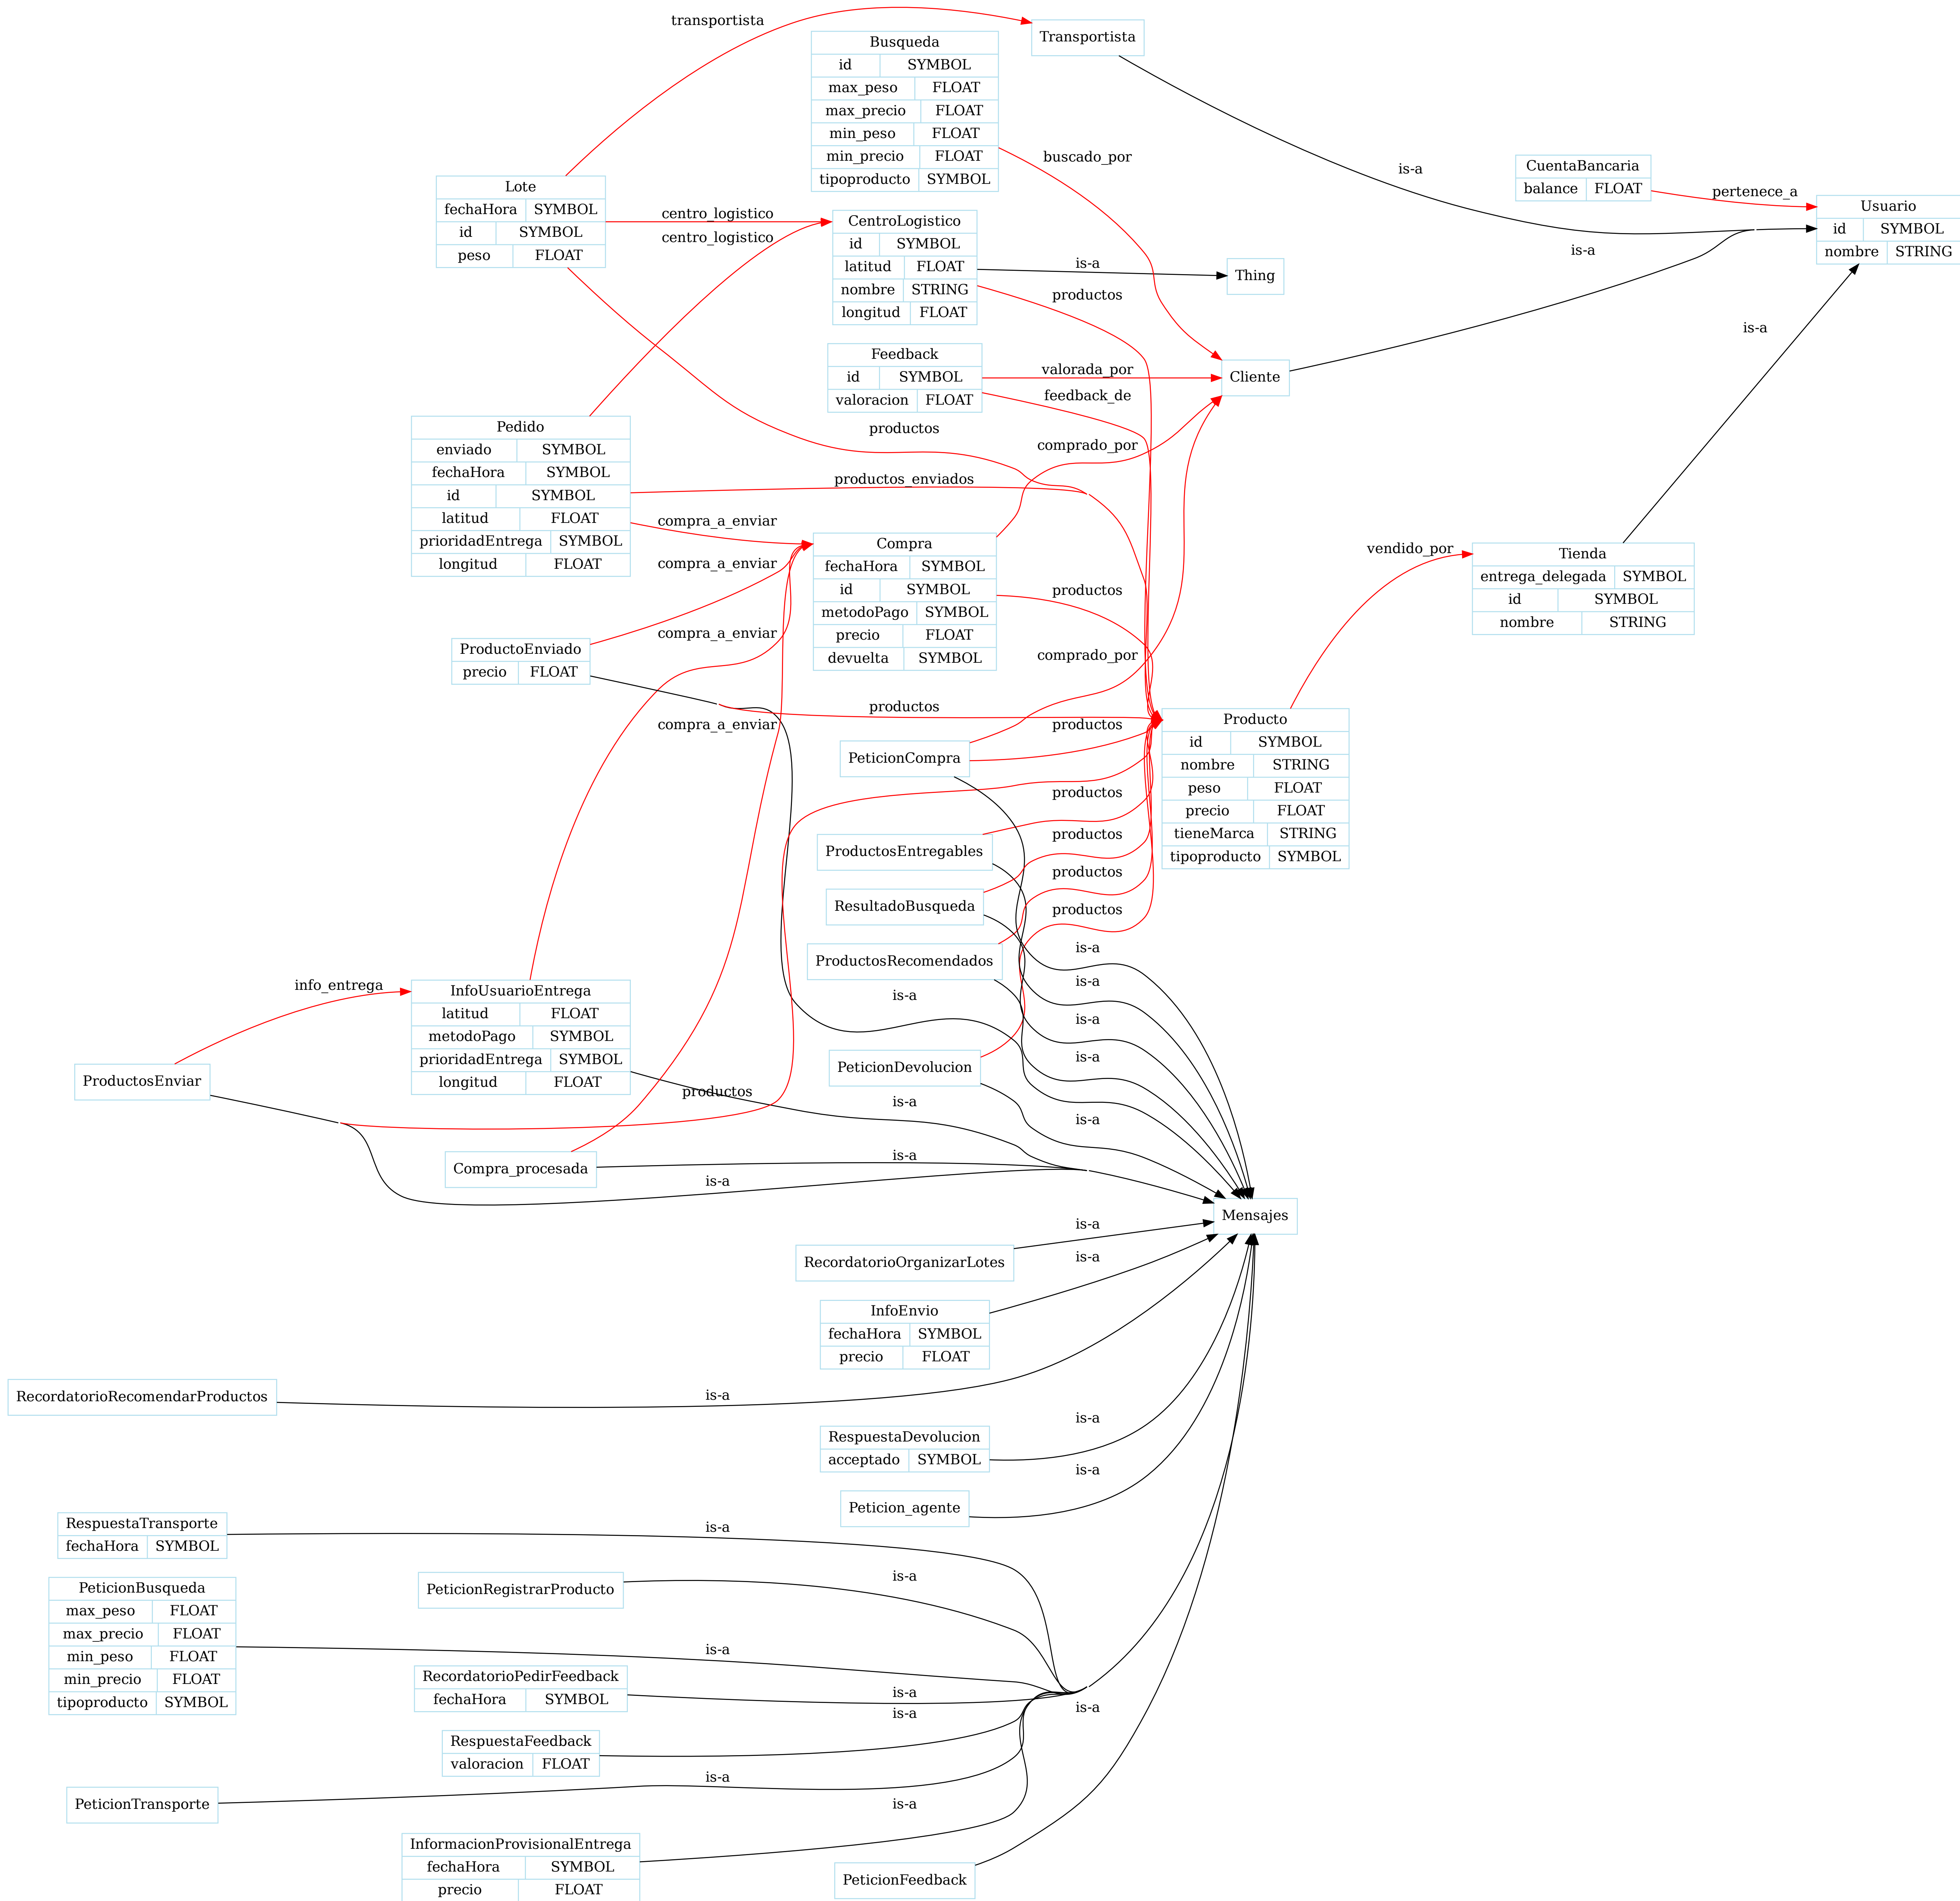 transportista
Transportista
Busqueda
id SYMBOL
max_peso FLOAT
max_precio FLOAT
min_peso FLOAT
min_precio FLOAT
tipoproducto SYMBOL
buscado_por
is-a
CuentaBancaria
balance FLOAT
pertenece_a
Usuario
id SYMBOL
nombre STRING
Lote
fechaHora SYMBOL
id SYMBOL
peso FLOAT
centro_logistico
centro_logistico
CentroLogistico
id SYMBOL
latitud FLOAT
nombre STRING
longitud FLOAT
is-a
Thing
is-a
productos
is-a
Feedback
id SYMBOL
valoracion FLOAT
valorada_por
feedback_de
Cliente
productos
comprado_por
Pedido
enviado SYMBOL
fechaHora SYMBOL
id SYMBOL
latitud FLOAT
prioridadEntrega SYMBOL
longitud FLOAT
productos_enviados
compra_a_enviar
compra_a_enviar
compra_a_enviar
compra_a_enviar
Compra
fechaHora SYMBOL
id SYMBOL
metodoPago SYMBOL
precio FLOAT
devuelta SYMBOL
productos
comprado_por
vendido_por
Tienda
entrega_delegada SYMBOL
id SYMBOL
nombre STRING
ProductoEnviado
precio FLOAT
productos
productos
PeticionCompra
Producto
id SYMBOL
nombre STRING
peso FLOAT
precio FLOAT
tieneMarca STRING
tipoproducto SYMBOL
productos
ProductosEntregables
productos
productos
ResultadoBusqueda
productos
ProductosRecomendados
is-a
is-a
is-a
is-a
is-a
info_entrega
InfoUsuarioEntrega
latitud FLOAT
metodoPago SYMBOL
prioridadEntrega SYMBOL
longitud FLOAT
ProductosEnviar
PeticionDevolucion
productos
is-a
is-a
Compra_procesada
is-a
is-a
Mensajes
RecordatorioOrganizarLotes
is-a
is-a
InfoEnvio
fechaHora SYMBOL
precio FLOAT
RecordatorioRecomendarProductos
is-a
RespuestaDevolucion
acceptado SYMBOL
is-a
is-a
Peticion_agente
RespuestaTransporte
fechaHora SYMBOL
is-a
PeticionRegistrarProducto
is-a
PeticionBusqueda
max_peso FLOAT
max_precio FLOAT
min_peso FLOAT
min_precio FLOAT
tipoproducto SYMBOL
is-a
RecordatorioPedirFeedback
fechaHora SYMBOL
is-a
is-a
is-a
RespuestaFeedback
valoracion FLOAT
PeticionTransporte
is-a
is-a
InformacionProvisionalEntrega
fechaHora SYMBOL
precio FLOAT
PeticionFeedback